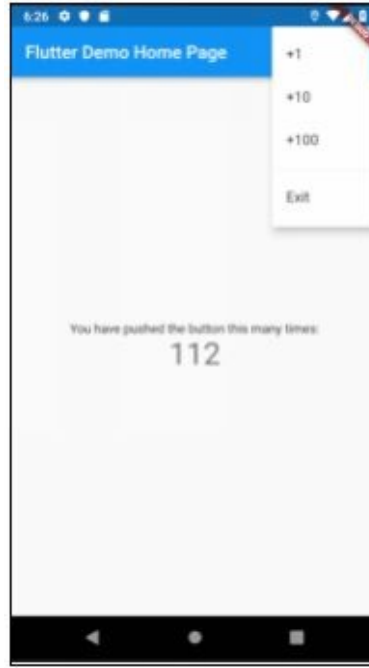 6:26
Flutter Demo Home Page
+1
+10
+100
Exit
You have pushed the button this many times:
112